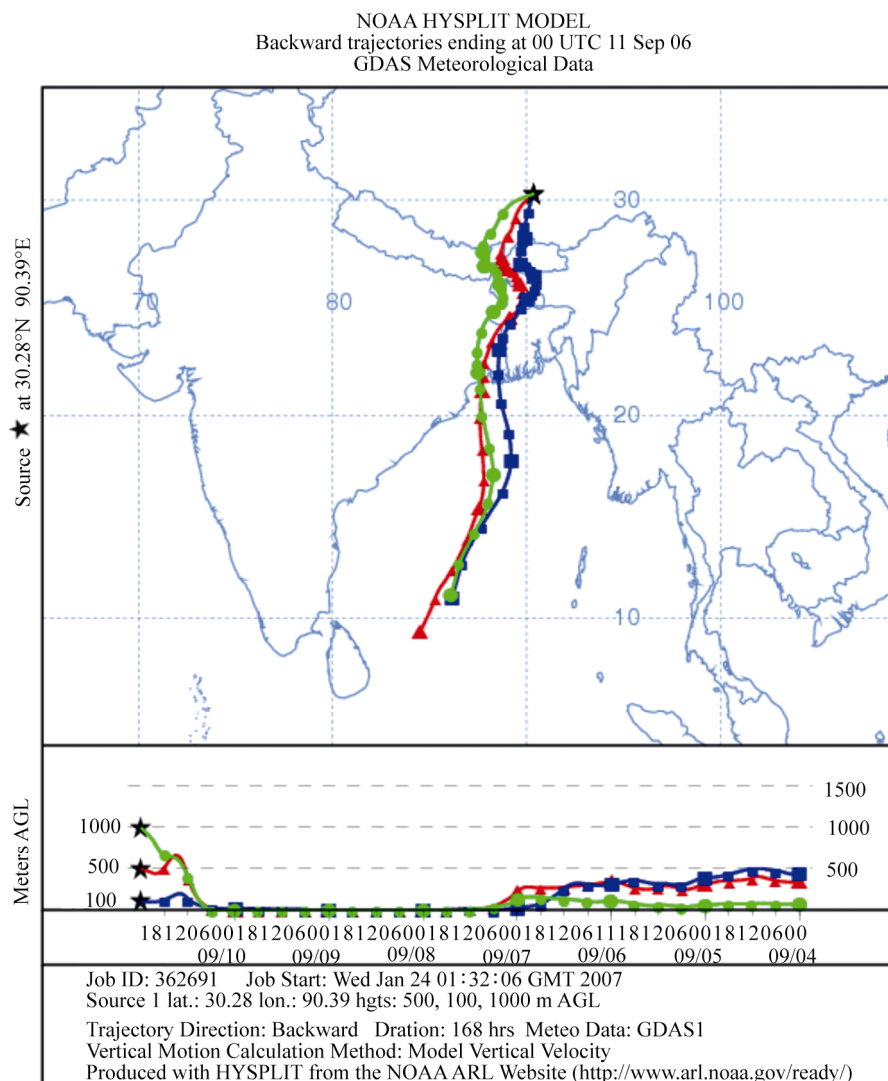 NOAA HYSPLIT MODEL
Backward trajectories ending at 00 UTC 11 Sep 06
GDAS Meteorological Data
Source ★ at 30.28°N 90.39°E
30
70
80
100
20
10
Meters AGL
1500
1000
1000
500
500
100
181206001812060018120600181206001812061118120600181206 00
09/10
09/09
09/08
09/07
09/06
09/05
09/04
Job ID: 362691 Job Start: Wed Jan 24 01:32:06 GMT 2007
Source 1 lat.: 30.28 lon.: 90.39 hgts: 500, 100, 1000 m AGL
Trajectory Direction: Backward Dration: 168 hrs Meteo Data: GDAS1
Vertical Motion Calculation Method: Model Vertical Velocity
Produced with HYSPLIT from the NOAA ARL Website (http://www.arl.noaa.gov/ready/)